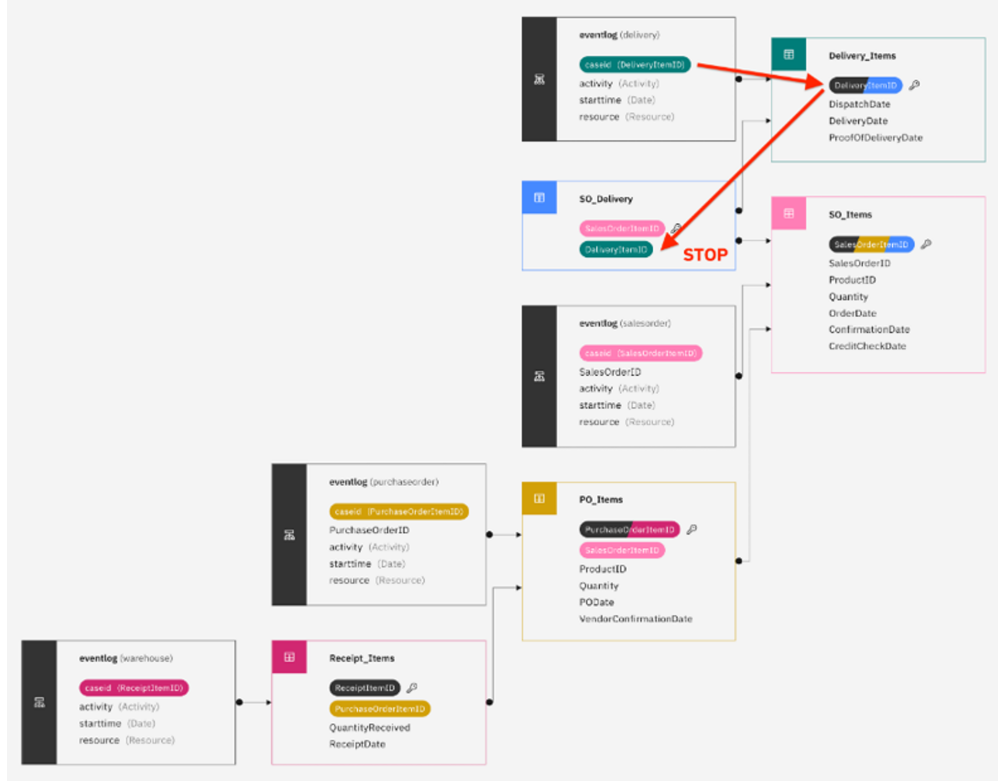 eventlog (delivery)
caseid (DeliveryItemID)
activity (Activity)
starttime (Date)
resource (Resource)
Delivery_Items
DeliveryItemID
DispatchDate
DeliveryDate
ProofOfDeliveryDate
SO_Delivery
SalesOrderItemID
DeliveryItemID
STOP
SO_Items
SalesOrderItemID
SalesOrderID
ProductID
Quantity
OrderDate
ConfirmationDate
CreditCheckDate
eventlog (salesorder)
caseid (SalesOrderItemID)
SalesOrderID
activity (Activity)
starttime (Date)
resource (Resource)
eventlog (purchaseorder)
caseid (PurchaseOrderItemID)
PurchaseOrderID
activity (Activity)
starttime (Date)
resource (Resource)
PO_Items
PurchaseOrderItemID
SalesOrderItemID
ProductID
Quantity
PODate
VendorConfirmationDate
eventlog (warehouse)
caseid (ReceiptItemID)
activity (Activity)
starttime (Date)
resource (Resource)
Receipt_Items
ReceiptItemID
PurchaseOrderItemID
QuantityReceived
ReceiptDate